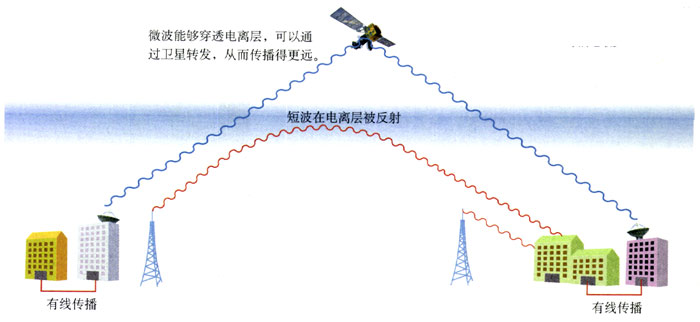 微波能够穿透电离层，可以通
过卫星转发，从而传播得更远。
短波在电离层被反射
有线传播
有线传播